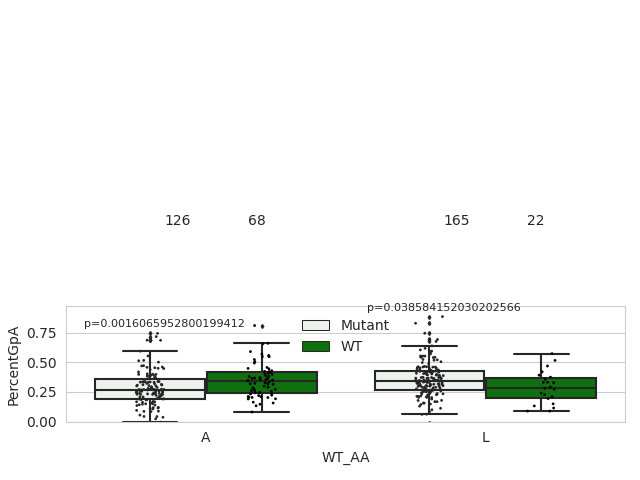 126 68 165 22
p=0.0016065952800199412
p=0.038584152030202566
Mutant
WT
PercentGpA
0.75
0.50
0.25
0.00
A L
WT_AA